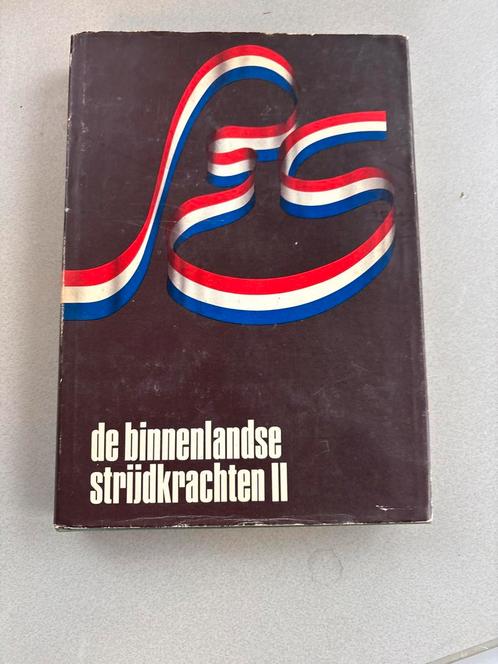 de binnenlandse
strijdkrachten II